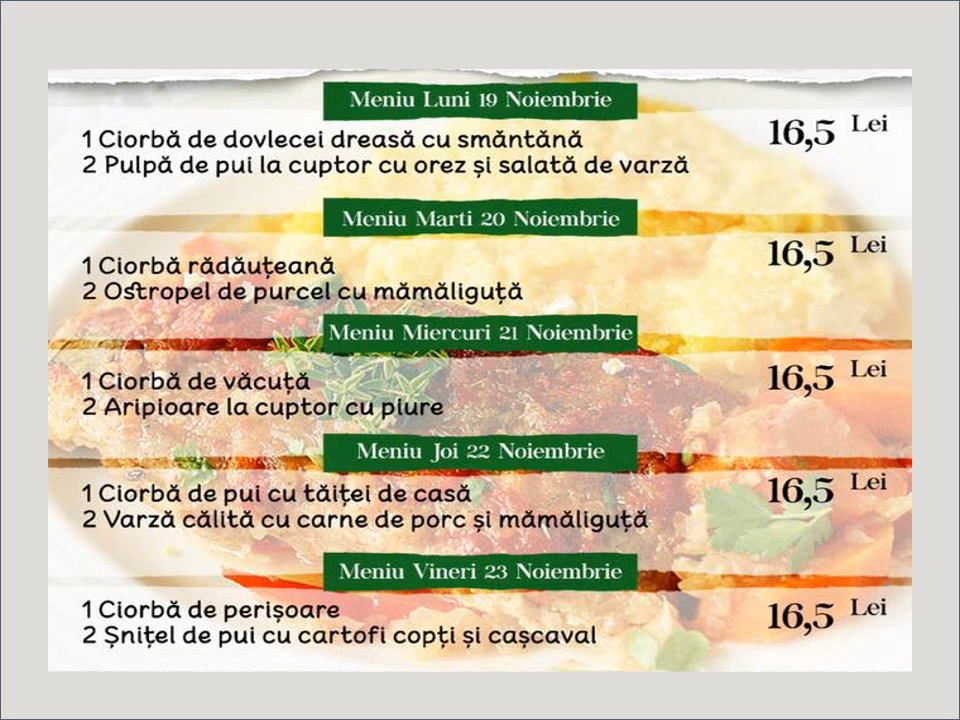 Meniu Luni 19 Noiembrie
1 Ciorbă de dovlecei dreasă cu smăntănă
16,5 Lei
2 Pulpă de pui la cuptor cu orez și salată de varză
Meniu Marti 20 Noiembrie
16,5 Lei
1 Ciorbă rădăuțeană
2 Ostropel de purcel cu mămăliguță
Meniu Miercuri 21 Noiembrie
1 Ciorbă de văcuță
16,5 Lei
2 Aripioare la cuptor cu piure
Meniu Joi 22 Noiembrie
1 Ciorbă de pui cu tăiței de casă
16,5 Lei
2 Varză călită cu carne de porc și mămăliguță
Meniu Vineri 23 Noiembrie
1 Ciorbă de perișoare
16,5 Lei
2 Șnițel de pui cu cartofi copți și cașcaval